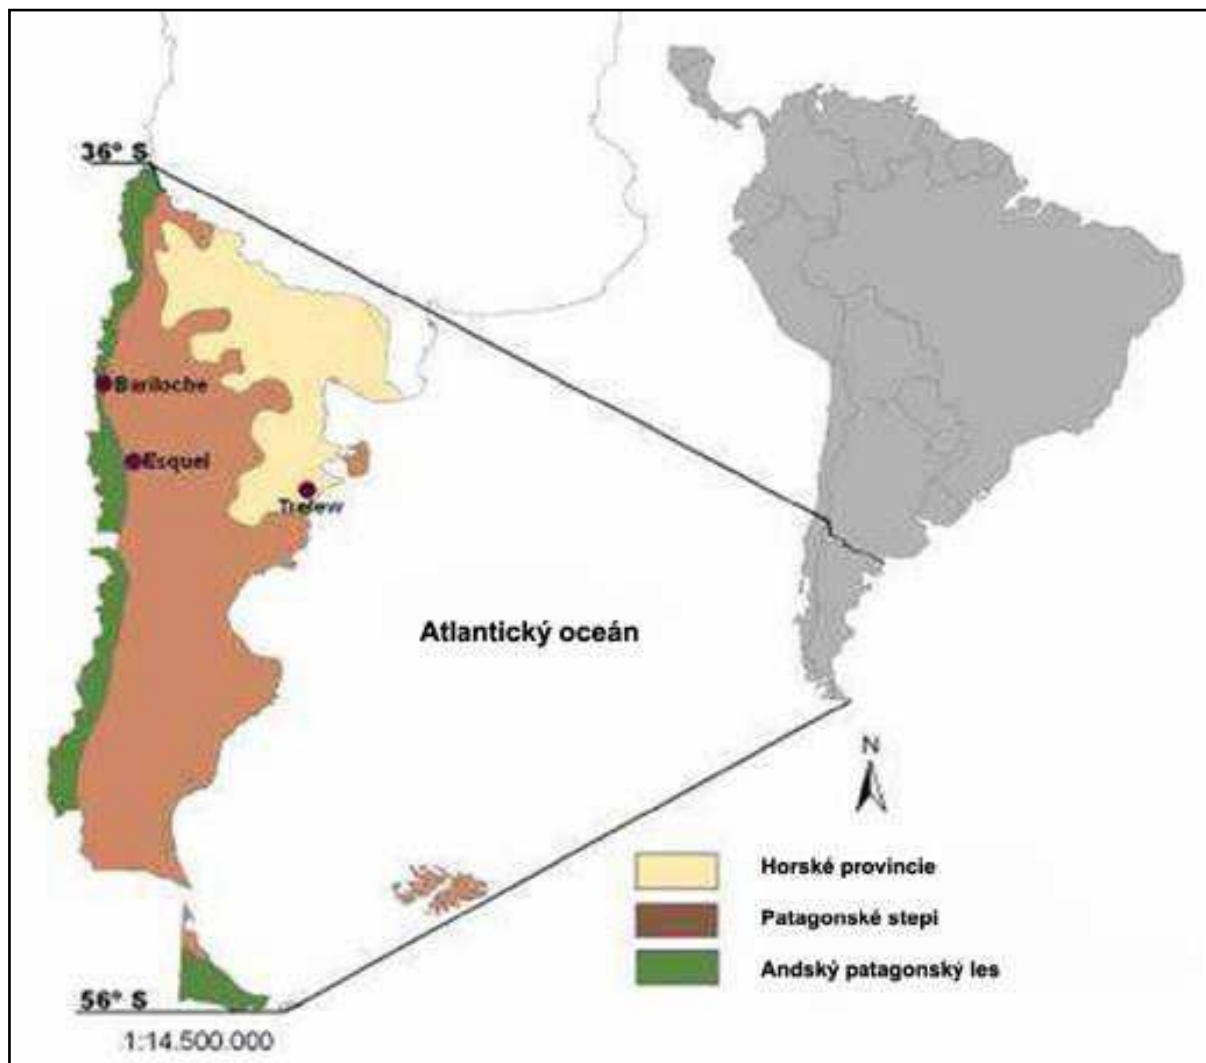 36° S
Bariloche
Esquel
Trelew
Atlantický oceán
N
Horské provincie
Patagonské stepi
Andský patagonský les
56° S
1:14.500.000